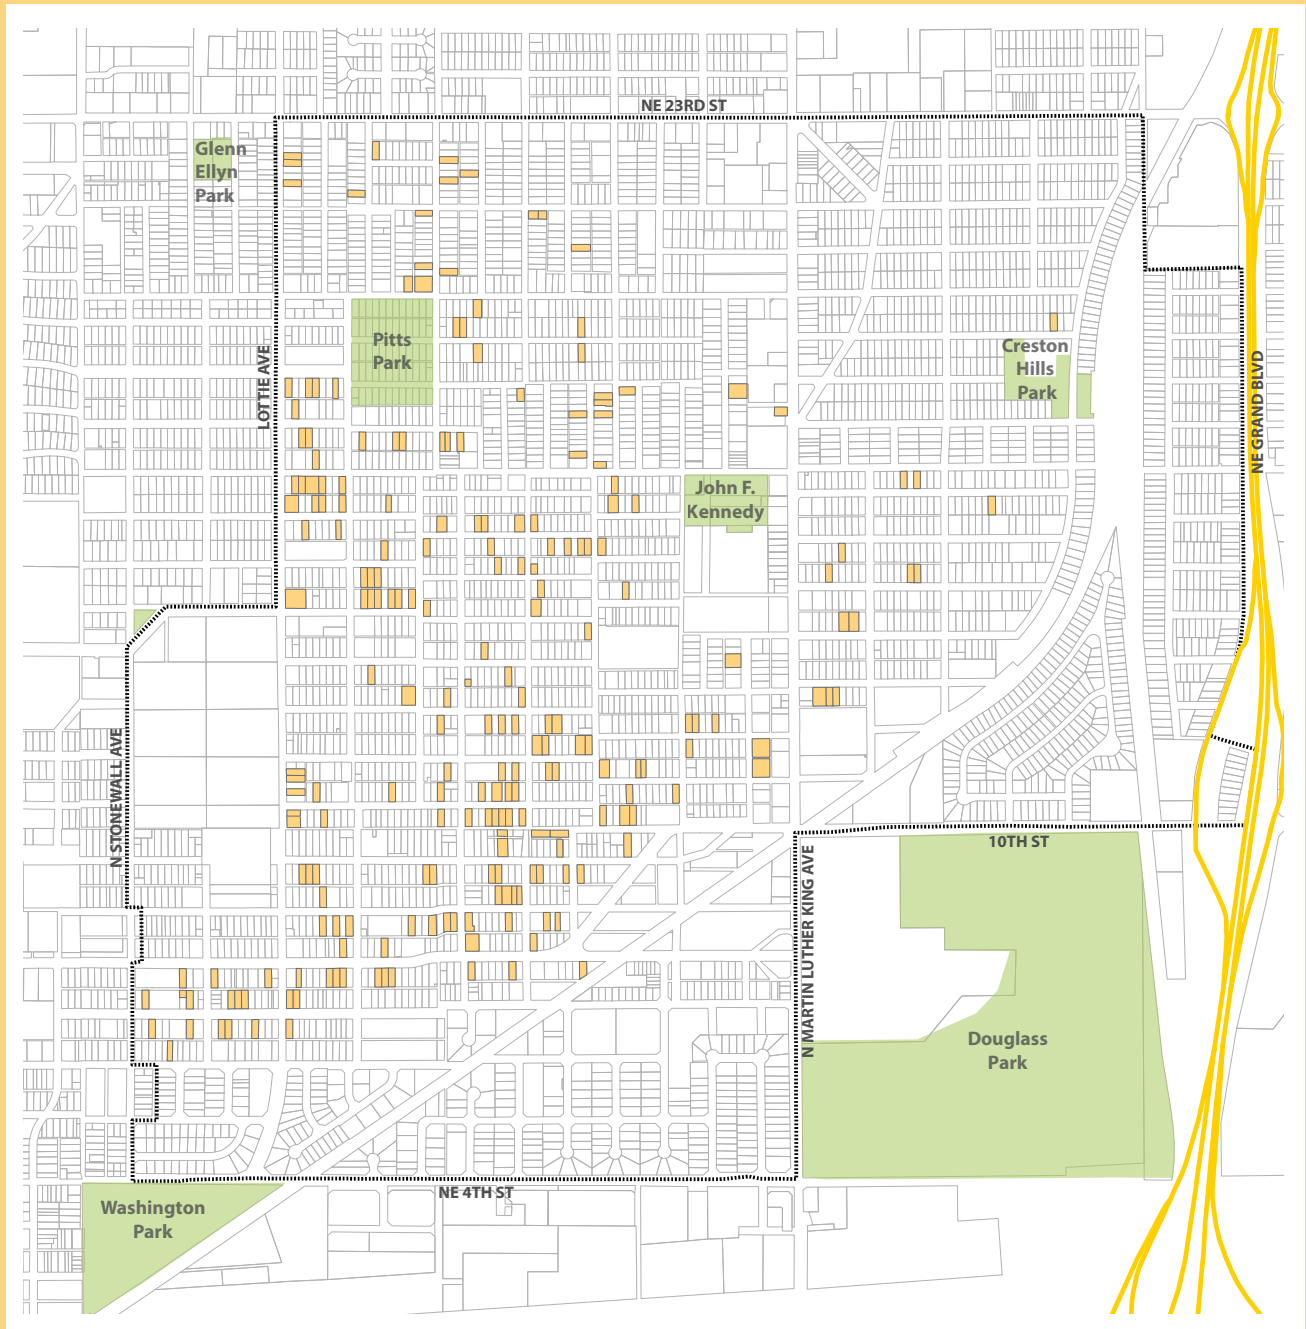 NE 23RD ST
Glenn
Ellyn
Park
Pitts
Park
Creston
Hills
Park
LOTTIE AVE
NE GRAND BLVD
John F.
Kennedy
N STONEWALL AVE
10TH ST
N MARTIN LUTHER KING AVE
Douglass
Park
NE 4TH ST
Washington
Park